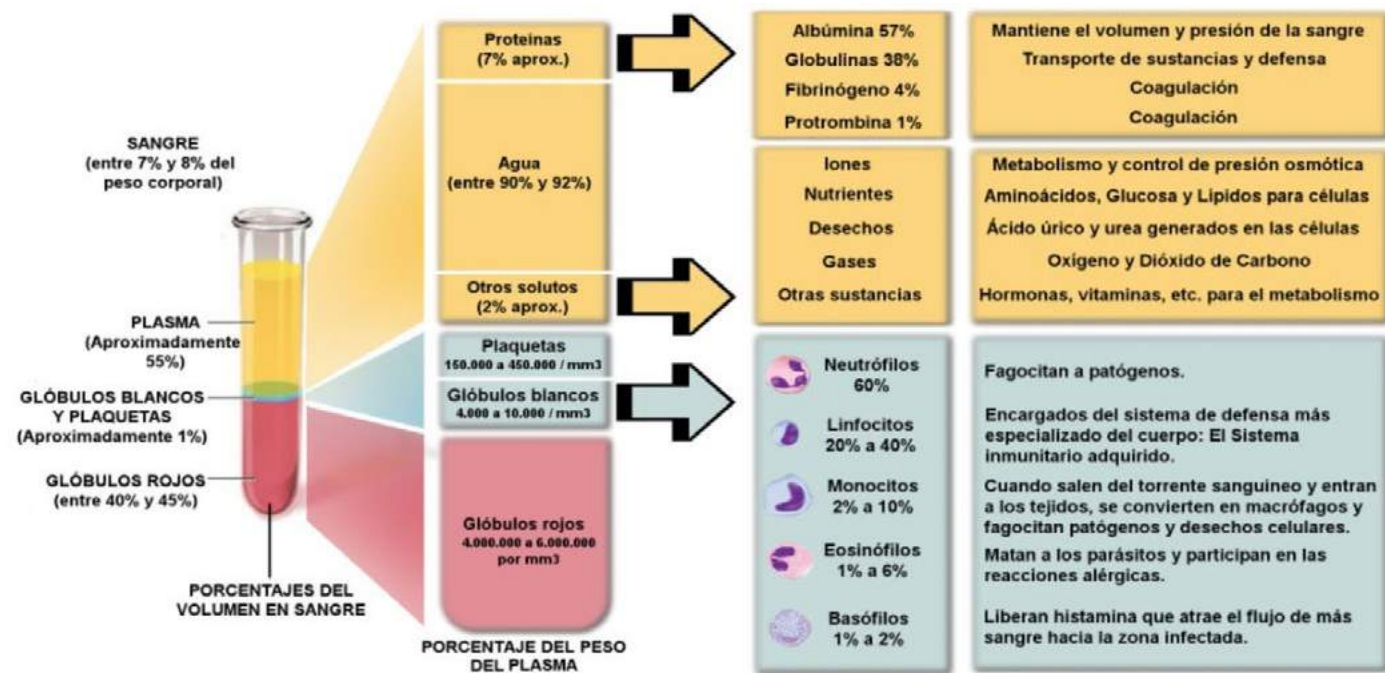 SANGRE
(entre 7% y 8% del
peso corporal)
PLASMA
(Aproximadamente
55%)
GLÓBULOS BLANCOS
Y PLAQUETAS
(Aproximadamente 1%)
GLÓBULOS ROJOS
(entre 40% y 45%)
PORCENTAJES DEL
VOLUMEN EN SANGRE
Proteinas
(7% aprox.)
Agua
(entre 90% y 92%)
Otros solutos
(2% aprox.)
Plaquetas
150.000 a 450.000 / mm3
Glóbulos blancos
4.000 a 10.000 / mm3
Glóbulos rojos
4.000.000 a 6.000.000
por mm3
PORCENTAJE DEL PESO
DEL PLASMA
Albúmina 57%
Globulinas 38%
Fibrinógeno 4%
Protrombina 1%
Mantiene el volumen y presión de la sangre
Transporte de sustancias y defensa
Coagulación
Coagulación
Iones
Nutrientes
Desechos
Gases
Otras sustancias
Metabolismo y control de presión osmótica
Aminoácidos, Glucosa y Lipidos para células
Ácido úrico y urea generados en las células
Oxígeno y Dióxido de Carbono
Hormonas, vitaminas, etc. para el metabolismo
Neutrófilos
60%
Fagocitan a patógenos.
Linfocitos
20% a 40%
Encargados del sistema de defensa más
especializado del cuerpo: El Sistema
inmunitario adquirido.
Monocitos
2% a 10%
Cuando salen del torrente sanguineo y entran
a los tejidos, se convierten en macrófagos y
fagocitan patógenos y desechos celulares.
Eosinófilos
1% a 6%
Matan a los parásitos y participan en las
reacciones alérgicas.
Basófilos
1% a 2%
Liberan histamina que atrae el flujo de más
sangre hacia la zona infectada.